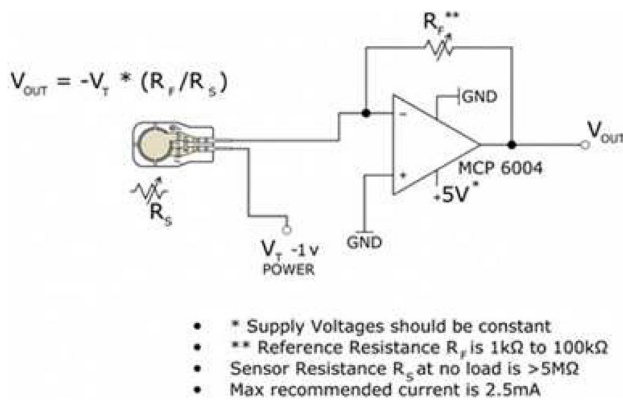 R_F **
V_OUT = -V_T * (R_F/R_S)
GND
−
V_OUT
MCP 6004
+
+5V*
R_S
GND
V_T -1v
POWER
• * Supply Voltages should be constant
• ** Reference Resistance R_F is 1kΩ to 100kΩ
• Sensor Resistance R_S at no load is >5MΩ
• Max recommended current is 2.5mA